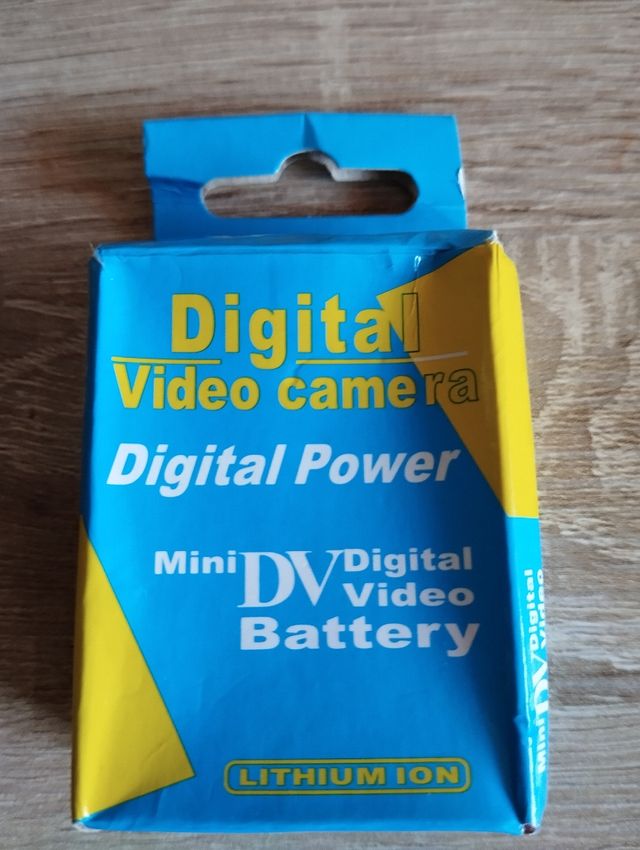 Digital
Video camera
Digital Power
Mini DV Digital
Video
Battery
LITHIUM ION
Mini DV Digital
Video